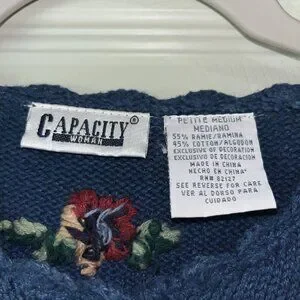 CAPACITY®
WOMAN
PETITE MEDIUM
MEDIANO
55% RAMIE/RAMINA
45% COTTON/ALGODON
EXCLUSIVE OF DECORATION
EXCLUSIVO DE DECORACION
MADE IN CHINA
HECHO EN CHINA
RN# 82127
SEE REVERSE FOR CARE
VER AL DORSO PARA
CUIDADO